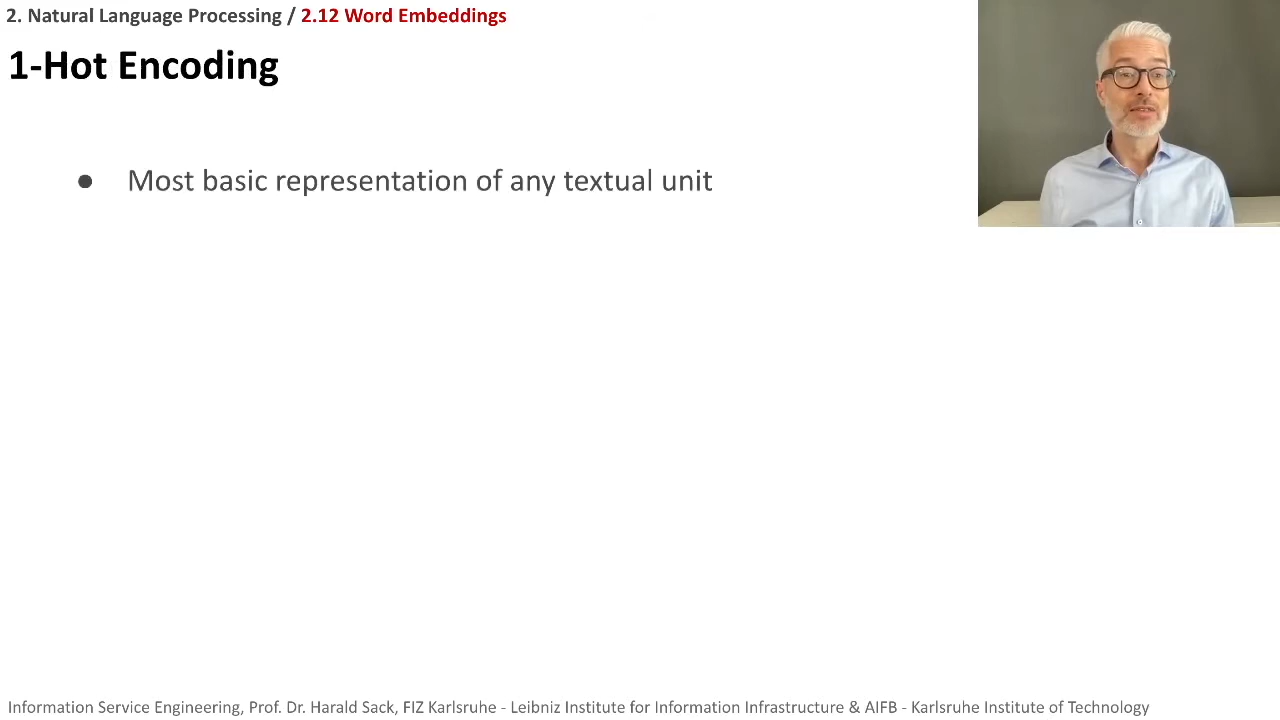 2. Natural Language Processing / 2.12 Word Embeddings
1-Hot Encoding
● Most basic representation of any textual unit
Information Service Engineering, Prof. Dr. Harald Sack, FIZ Karlsruhe - Leibniz Institute for Information Infrastructure & AIFB - Karlsruhe Institute of Technology